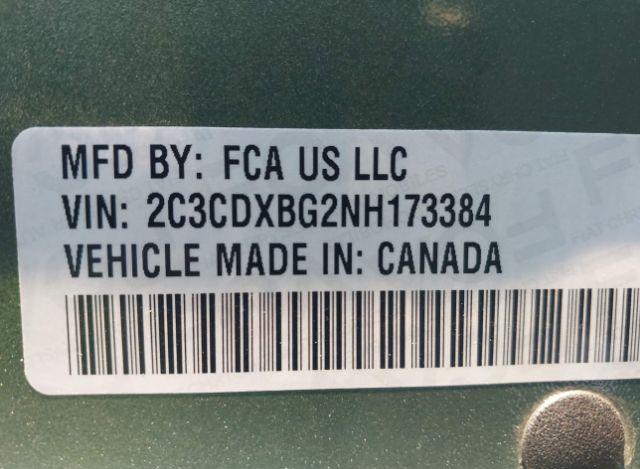 MFD BY: FCA US LLC
VIN: 2C3CDXBG2NH173384
VEHICLE MADE IN: CANADA